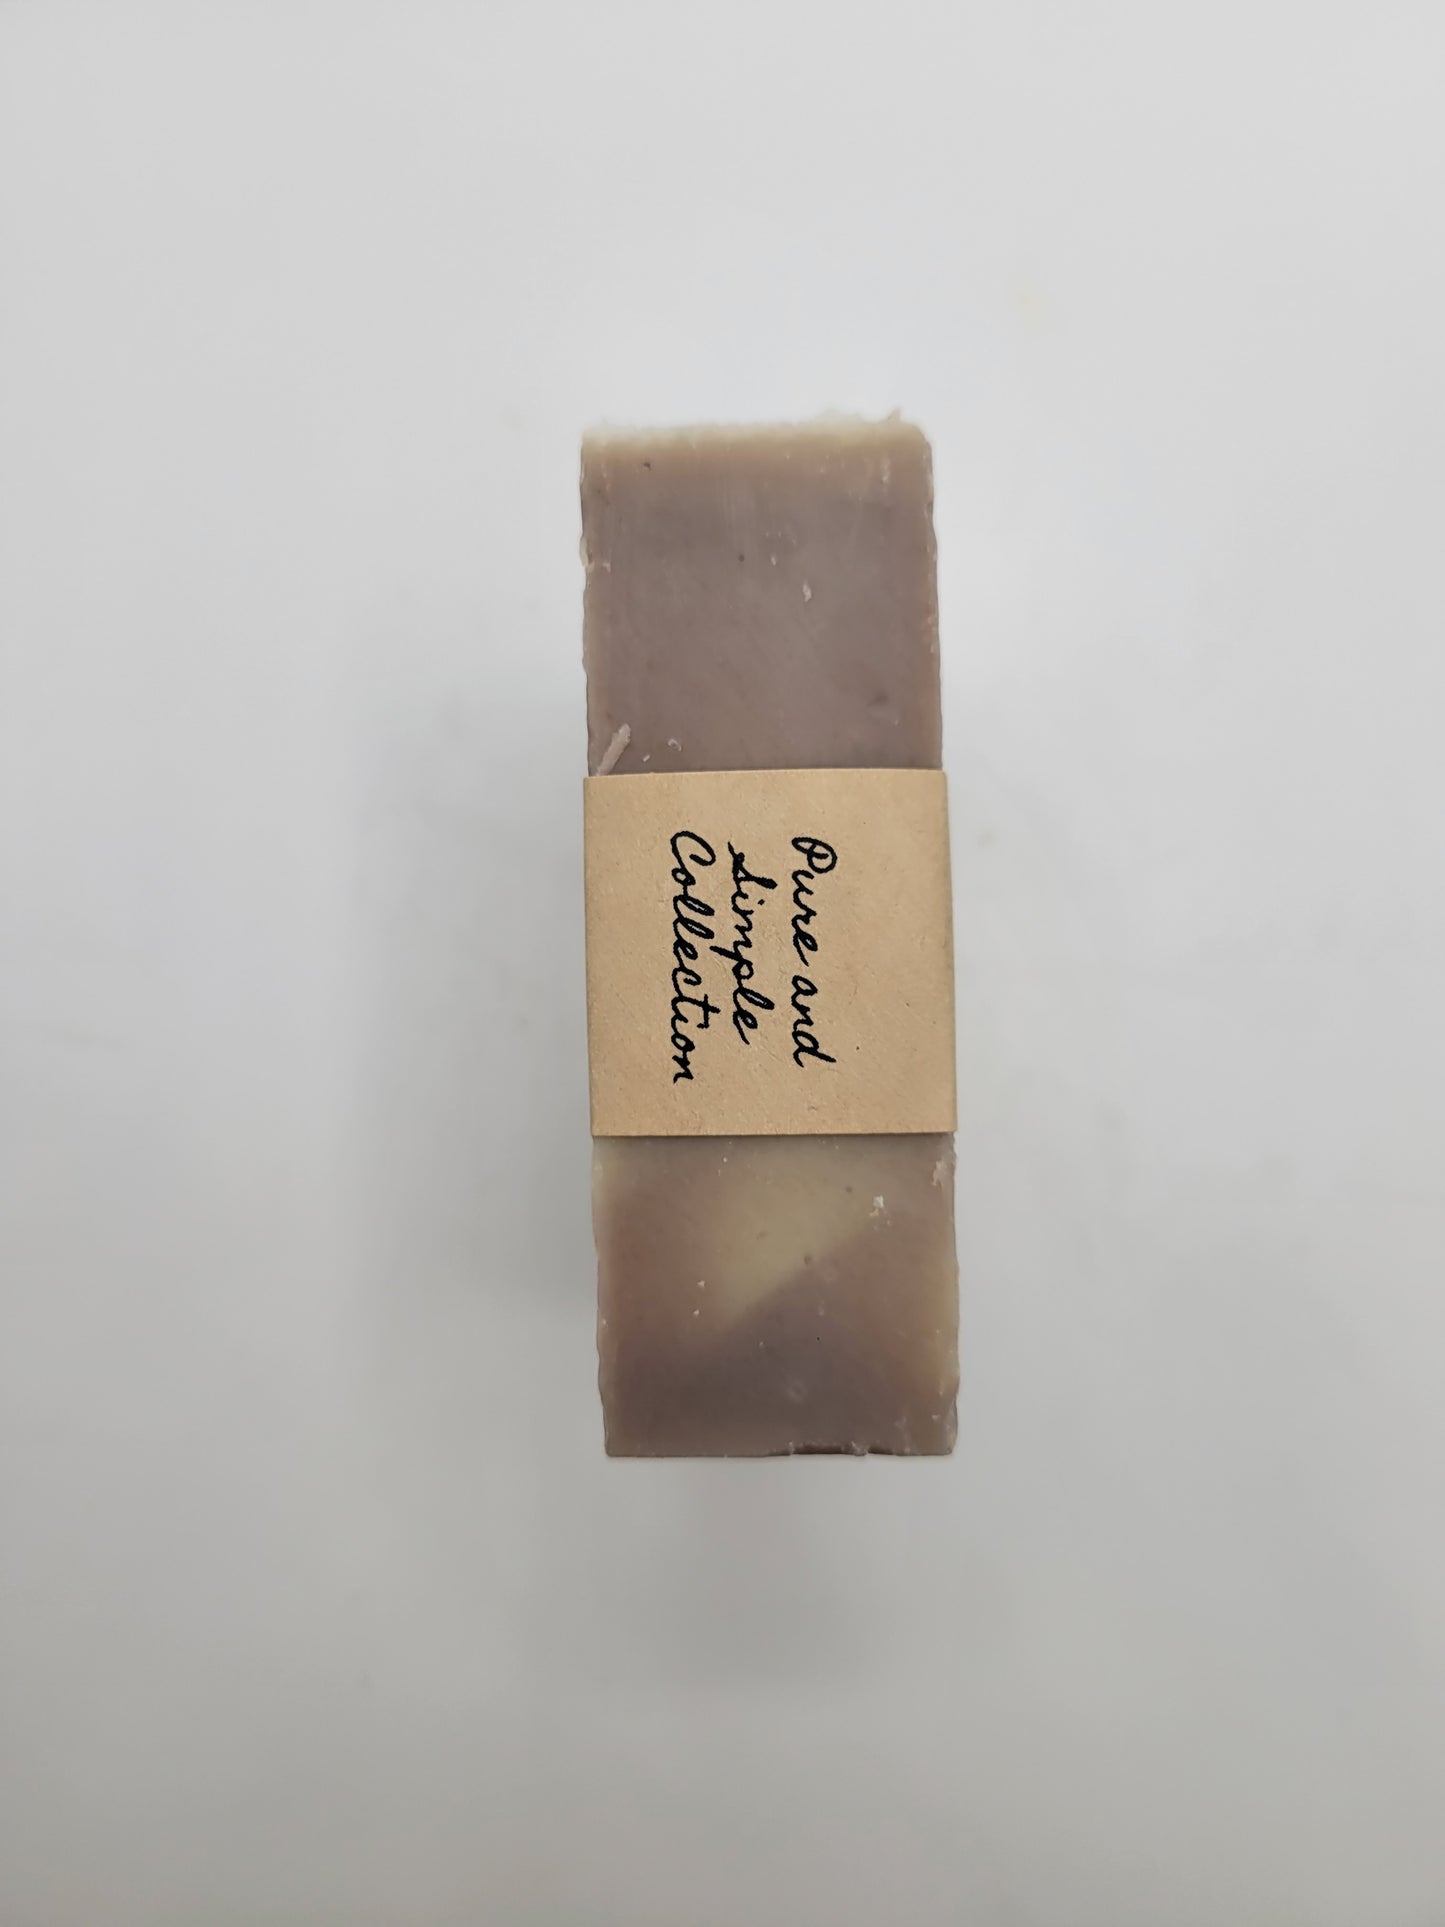 Pure and
Simple
Collection